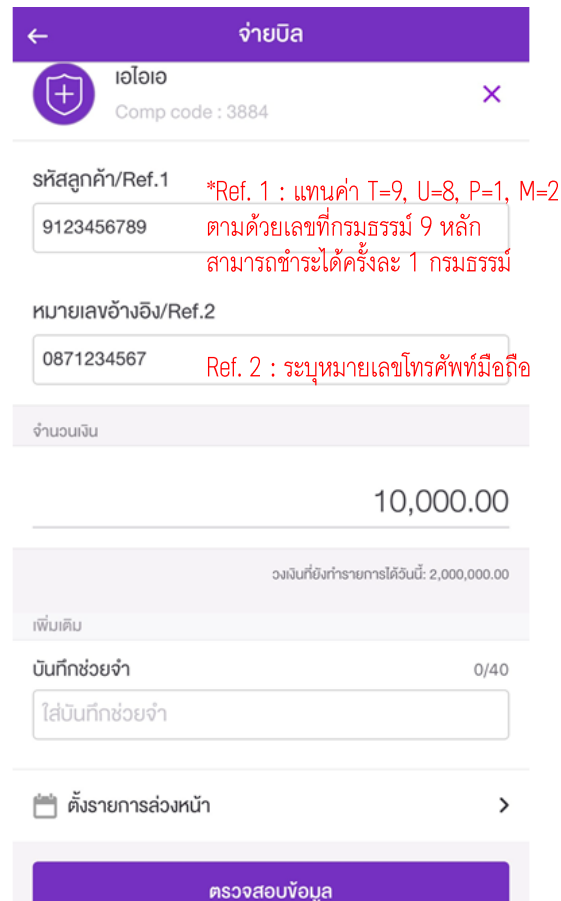 จ่ายบิล
เอไอเอ
Comp code : 3884
รหัสลูกค้า/Ref.1
*Ref. 1 : แทนค่า T=9, U=8, P=1, M=2
9123456789
ตามด้วยเลขที่กรมธรรม์ 9 หลัก
สามารถชำระได้ครั้งละ 1 กรมธรรม์
หมายเลขอ้างอิง/Ref.2
0871234567
Ref. 2 : ระบุหมายเลขโทรศัพท์มือถือ
จำนวนเงิน
10,000.00
วงเงินที่ยังทำรายการได้วันนี้: 2,000,000.00
เพิ่มเติม
บันทึกช่วยจำ 0/40
ใส่บันทึกช่วยจำ
ตั้งรายการล่วงหน้า
ตรวจสอบข้อมูล